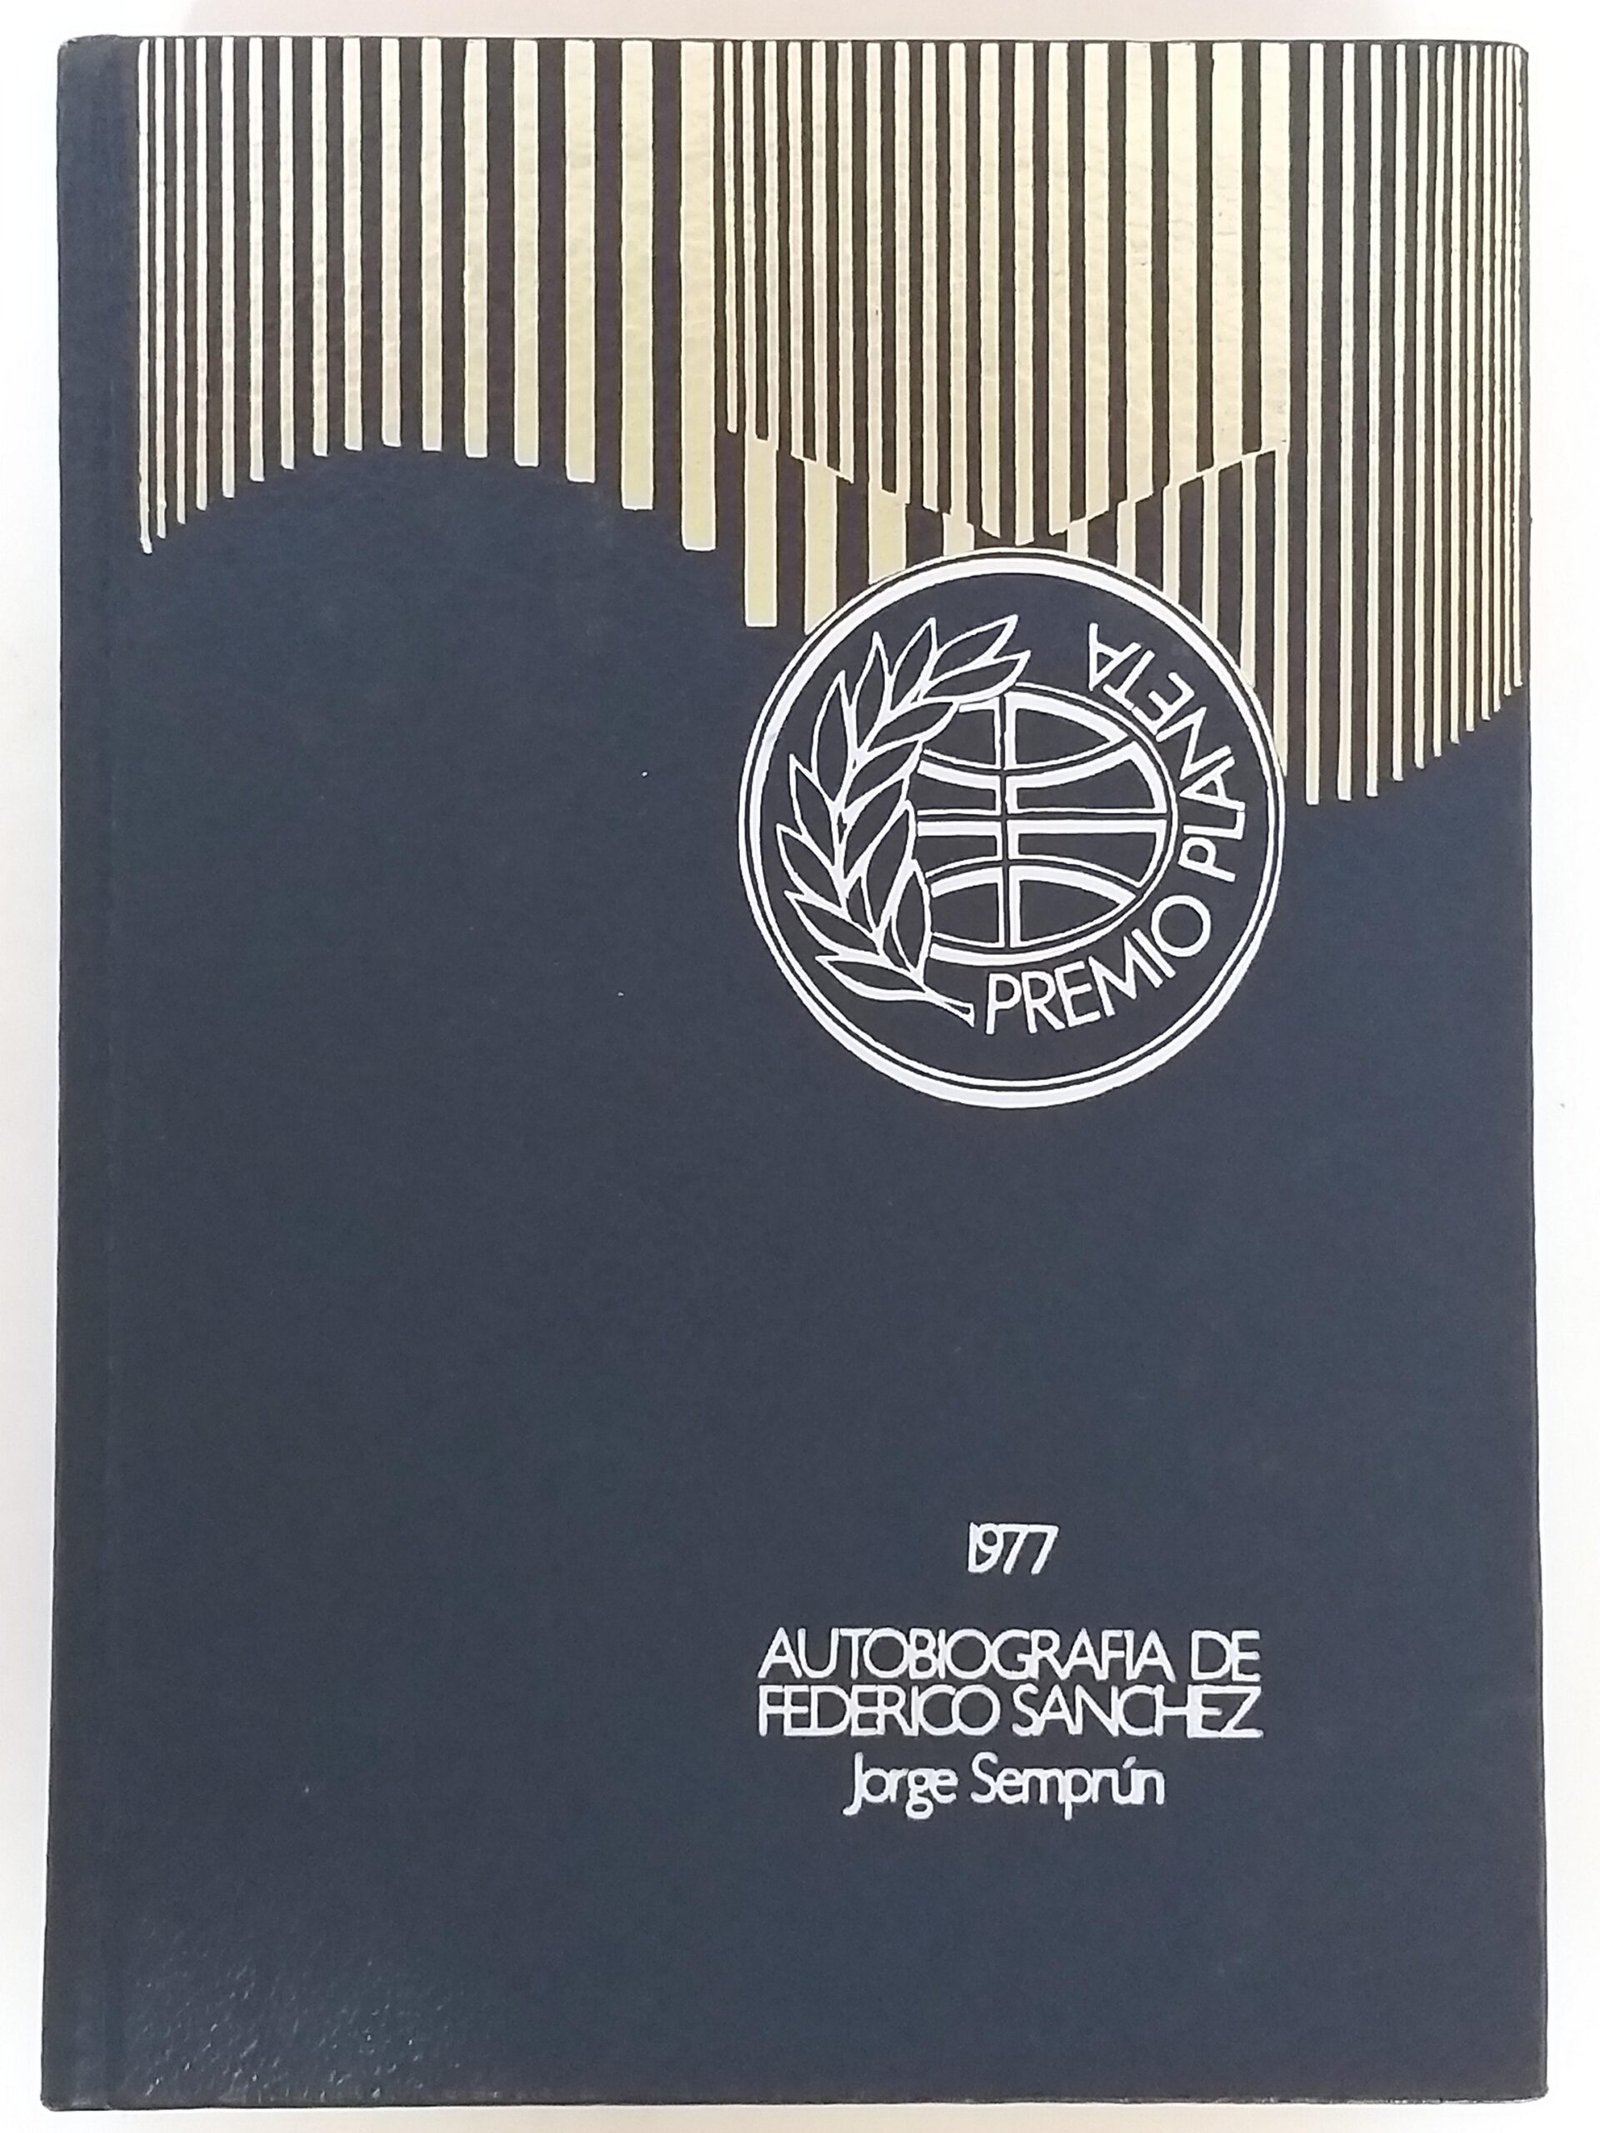 PREMIO PLANETA
1977
AUTOBIOGRAFIA DE
FEDERICO SANCHEZ
Jorge Semprún